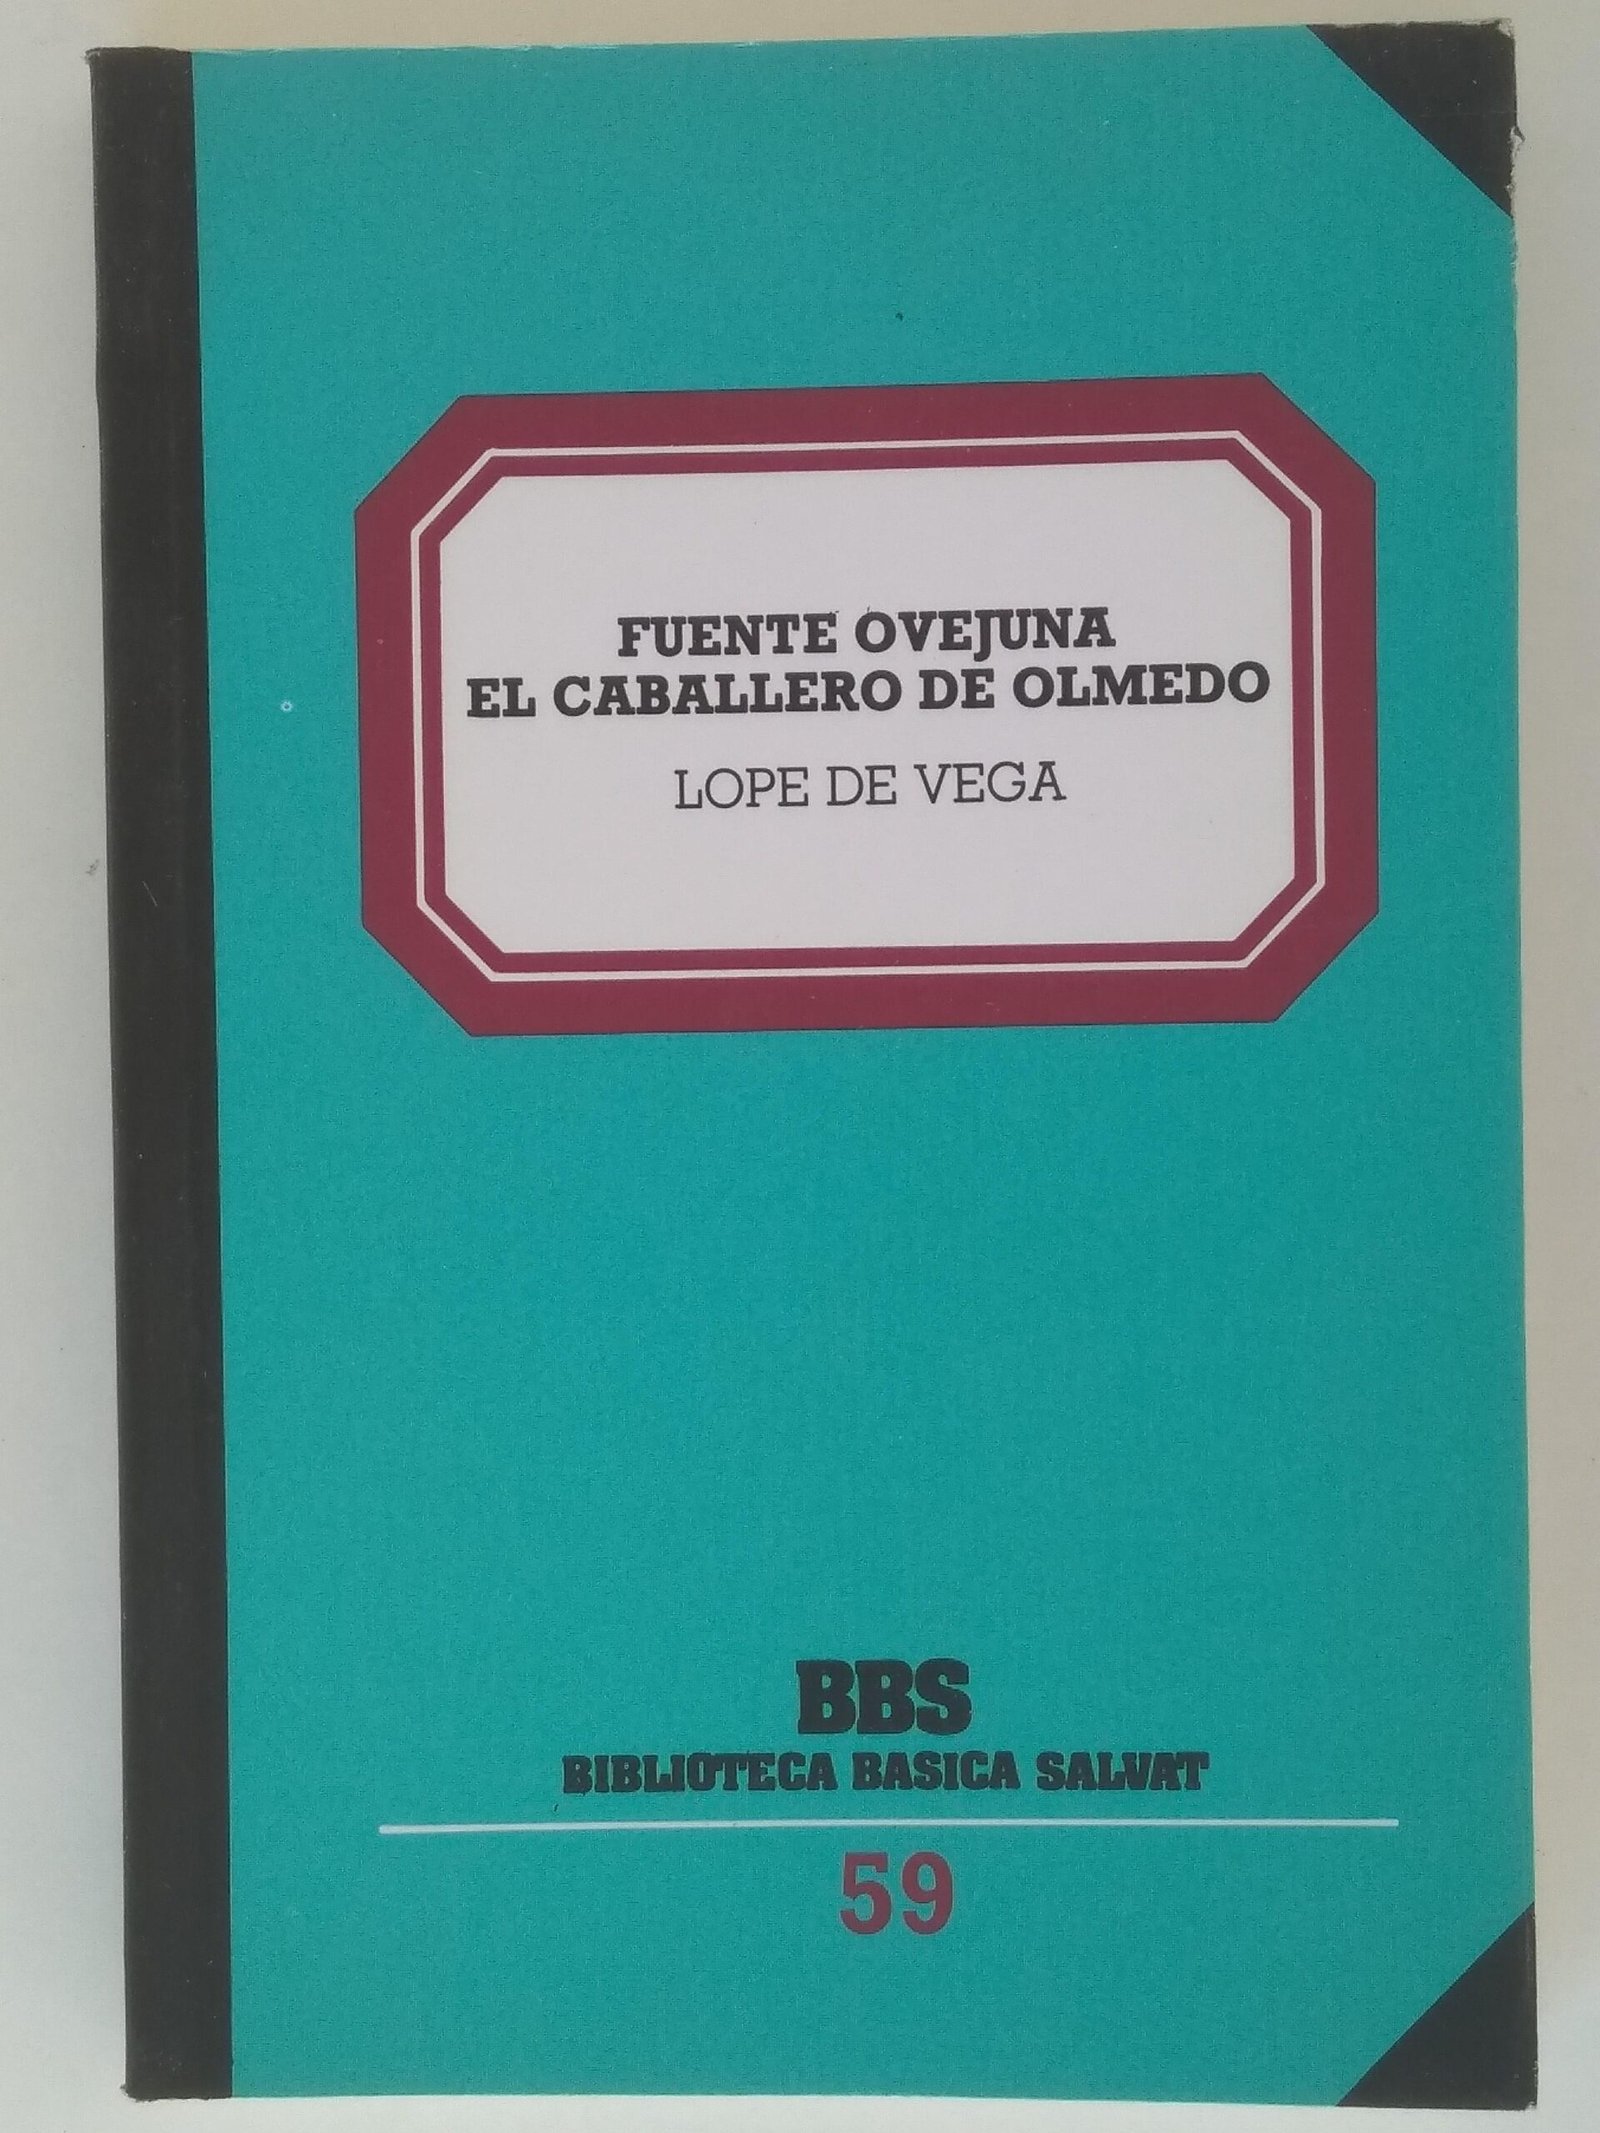 FUENTE OVEJUNA
EL CABALLERO DE OLMEDO
LOPE DE VEGA
BBS
BIBLIOTECA BASICA SALVAT
59